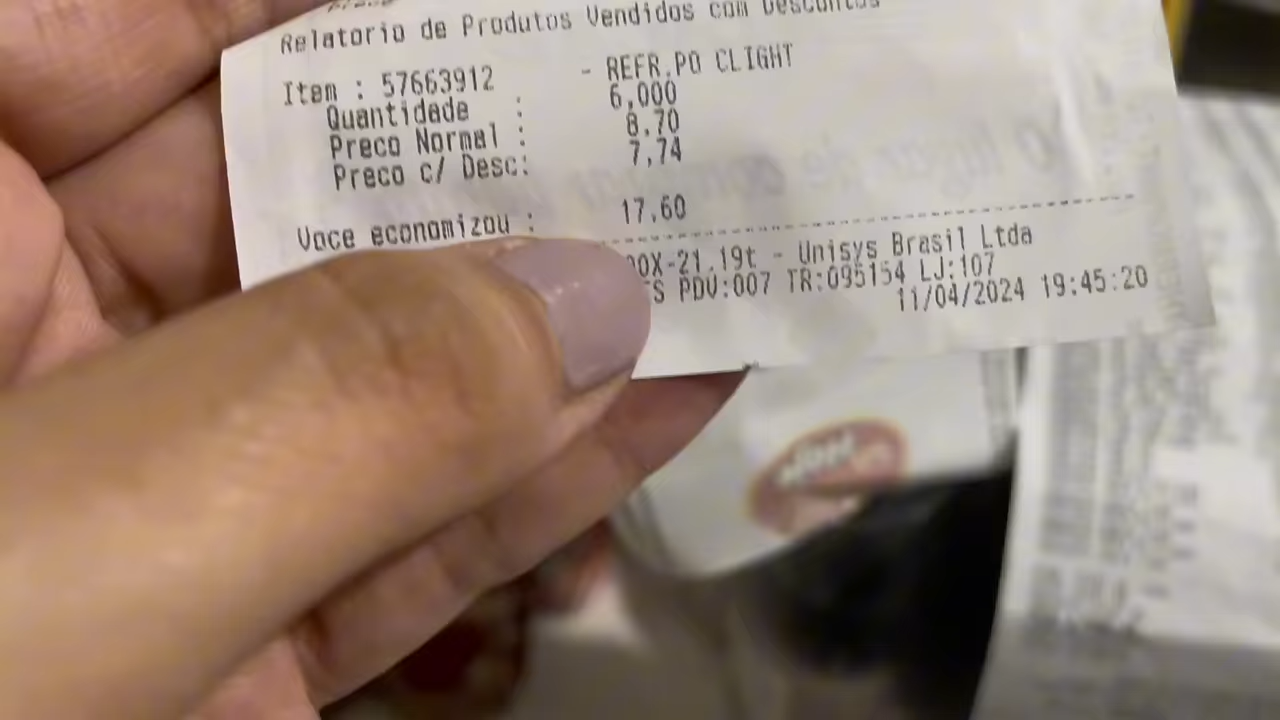 Relatorio de Produtos Vendidos com Descontos
Item : 57663912 - REFR.PO CLIGHT
Quantidade : 6,000
Preco Normal : 8,70
Preco c/ Desc: 7,74
Voce economizou : 17,60
-21.19t - Unisys Brasil Ltda
PDV:007 TR:095154 LJ:107
11/04/2024 19:45:20